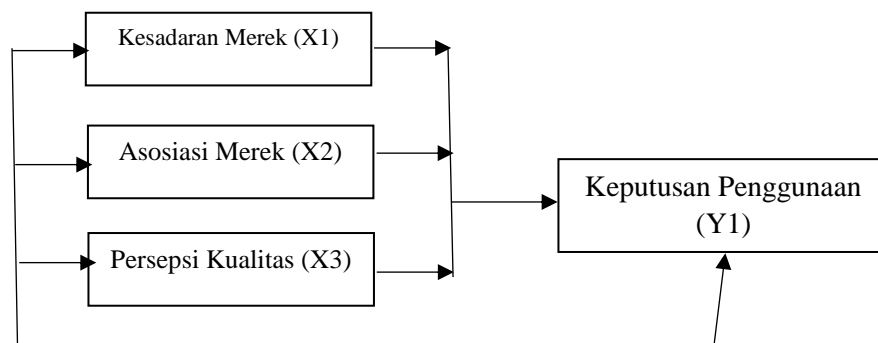 Kesadaran Merek (X1)
Asosiasi Merek (X2)
Keputusan Penggunaan
(Y1)
Persepsi Kualitas (X3)